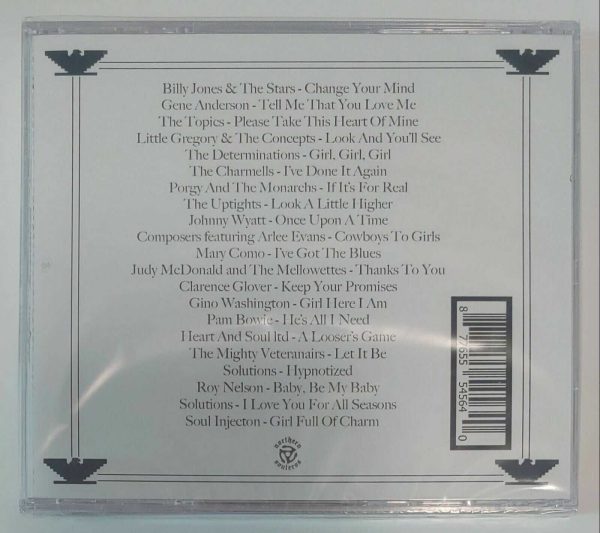 Billy Jones & The Stars - Change Your Mind
Gene Anderson - Tell Me That You Love Me
The Topics - Please Take This Heart Of Mine
Little Gregory & The Concepts - Look And You'll See
The Determinations - Girl, Girl, Girl
The Charmells - I've Done It Again
Porgy And The Monarchs - If It's For Real
The Uptights - Look A Little Higher
Johnny Wyatt - Once Upon A Time
Composers featuring Arlee Evans - Cowboys To Girls
Mary Como - I've Got The Blues
Judy McDonald and The Mellowettes - Thanks To You
Clarence Glover - Keep Your Promises
Gino Washington - Girl Here I Am
Pam Bowie - He's All I Need
Heart And Soul ltd - A Looser's Game
The Mighty Veteranairs - Let It Be
Solutions - Hypnotized
Roy Nelson - Baby, Be My Baby
Solutions - I Love You For All Seasons
Soul Injecton - Girl Full Of Charm
8 77655 54564 0
northern
souleros